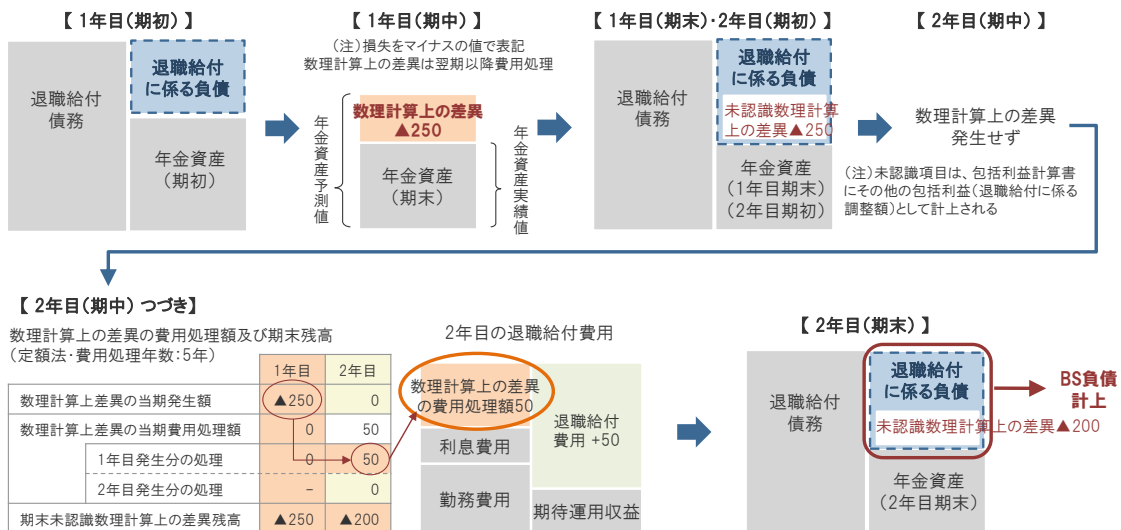 【 1年目(期初) 】
退職給付
債務
退職給付
に係る負債
年金資産
(期初)
【 1年目(期中) 】
(注)損失をマイナスの値で表記
数理計算上の差異は翌期以降費用処理
年金資産予測値
数理計算上の差異
▲250
年金資産
(期末)
年金資産実績値
【 1年目(期末)・2年目(期初) 】
退職給付
債務
退職給付
に係る負債
未認識数理計算
上の差異▲250
年金資産
(1年目期末)
(2年目期初)
【 2年目(期中) 】
数理計算上の差異
発生せず
(注)未認識項目は、包括利益計算書
にその他の包括利益(退職給付に係る
調整額)として計上される
【 2年目(期中) つづき】
数理計算上の差異の費用処理額及び期末残高
(定額法・費用処理年数:5年)
1年目 2年目
数理計算上差異の当期発生額 ▲250 0
数理計算上差異の当期費用処理額 0 50
1年目発生分の処理 0 50
2年目発生分の処理 - 0
期末未認識数理計算上の差異残高 ▲250 ▲200
2年目の退職給付費用
数理計算上の差異
の費用処理額50
利息費用
勤務費用
退職給付
費用 +50
期待運用収益
【 2年目(期末) 】
退職給付
債務
退職給付
に係る負債
未認識数理計算上の差異▲200
年金資産
(2年目期末)
BS負債
計上